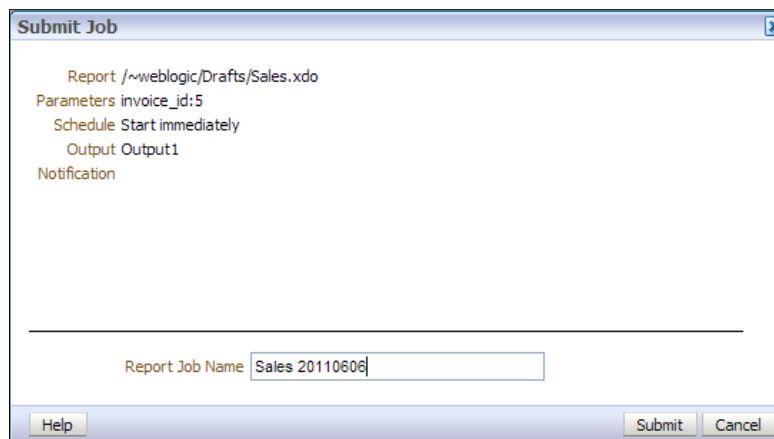 Submit Job
Report /~weblogic/Drafts/Sales.xdo
Parameters invoice_id:5
Schedule Start immediately
Output Output1
Notification
Report Job Name Sales 20110606
Help Submit Cancel